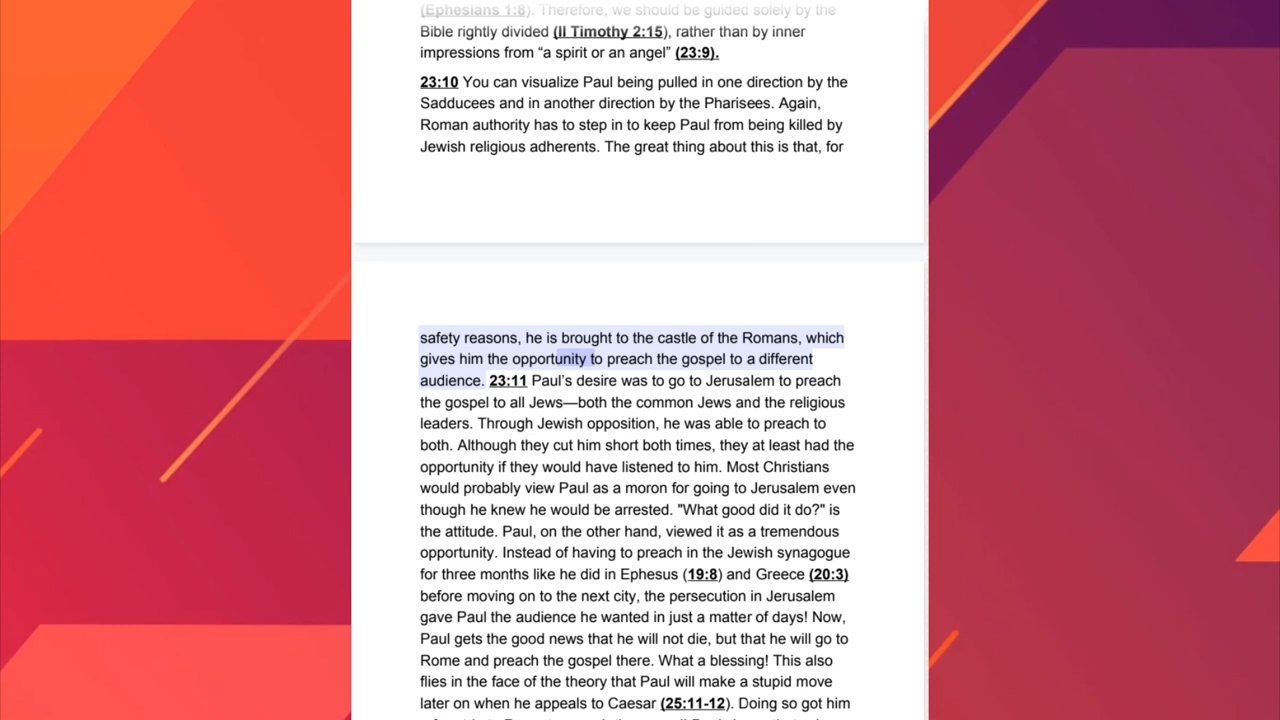 (Ephesians 1:8). Therefore, we should be guided solely by the
Bible rightly divided (II Timothy 2:15), rather than by inner
impressions from “a spirit or an angel” (23:9).
23:10 You can visualize Paul being pulled in one direction by the
Sadducees and in another direction by the Pharisees. Again,
Roman authority has to step in to keep Paul from being killed by
Jewish religious adherents. The great thing about this is that, for
safety reasons, he is brought to the castle of the Romans, which
gives him the opportunity to preach the gospel to a different
audience. 23:11 Paul’s desire was to go to Jerusalem to preach
the gospel to all Jews—both the common Jews and the religious
leaders. Through Jewish opposition, he was able to preach to
both. Although they cut him short both times, they at least had the
opportunity if they would have listened to him. Most Christians
would probably view Paul as a moron for going to Jerusalem even
though he knew he would be arrested. "What good did it do?" is
the attitude. Paul, on the other hand, viewed it as a tremendous
opportunity. Instead of having to preach in the Jewish synagogue
for three months like he did in Ephesus (19:8) and Greece (20:3)
before moving on to the next city, the persecution in Jerusalem
gave Paul the audience he wanted in just a matter of days! Now,
Paul gets the good news that he will not die, but that he will go to
Rome and preach the gospel there. What a blessing! This also
flies in the face of the theory that Paul will make a stupid move
later on when he appeals to Caesar (25:11-12). Doing so got him